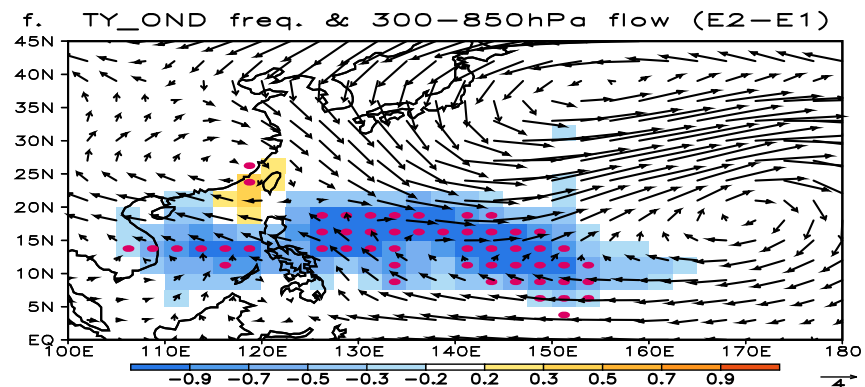 f. TY_OND freq. & 300-850hPa flow (E2-E1)
45N
40N
35N
30N
25N
20N
15N
10N
5N
EQ
100E 110E 120E 130E 140E 150E 160E 170E 180
-0.9 -0.7 -0.5 -0.3 -0.2 0.2 0.3 0.5 0.7 0.9
4